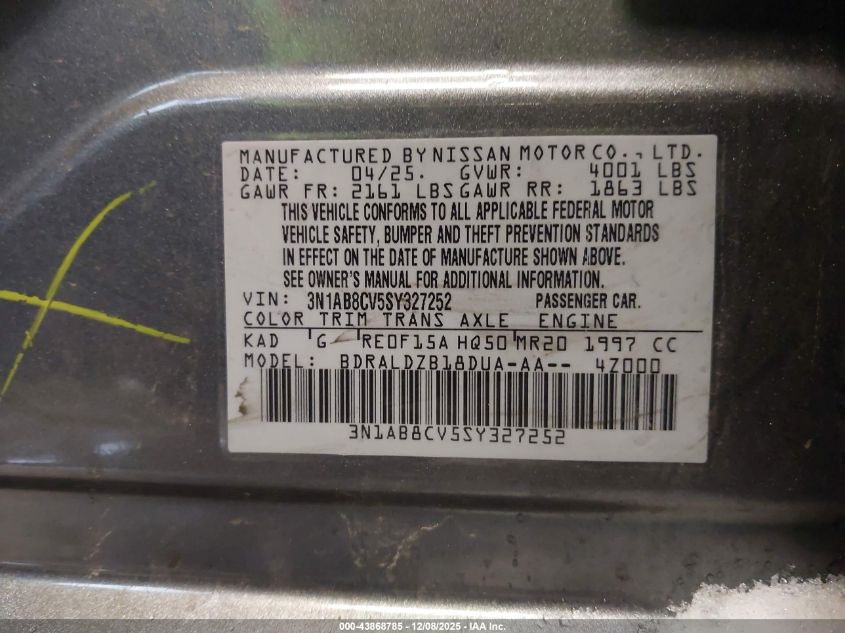 MANUFACTURED BY NISSAN MOTOR CO., LTD.
DATE: 04/25. GVWR: 4001 LBS
GAWR FR: 2161 LBS GAWR RR: 1863 LBS
THIS VEHICLE CONFORMS TO ALL APPLICABLE FEDERAL MOTOR
VEHICLE SAFETY, BUMPER AND THEFT PREVENTION STANDARDS
IN EFFECT ON THE DATE OF MANUFACTURE SHOWN ABOVE.
SEE OWNER'S MANUAL FOR ADDITIONAL INFORMATION.
VIN: 3N1AB8CV5SY327252 PASSENGER CAR.
COLOR TRIM TRANS AXLE ENGINE
KAD G RE0F15A HQ50 MR20 1997 CC
MODEL: BDRALDZB18DUA-AA-- 4Z000
3N1AB8CV5SY327252
000-43868785 - 12/08/2025 - IAA Inc.